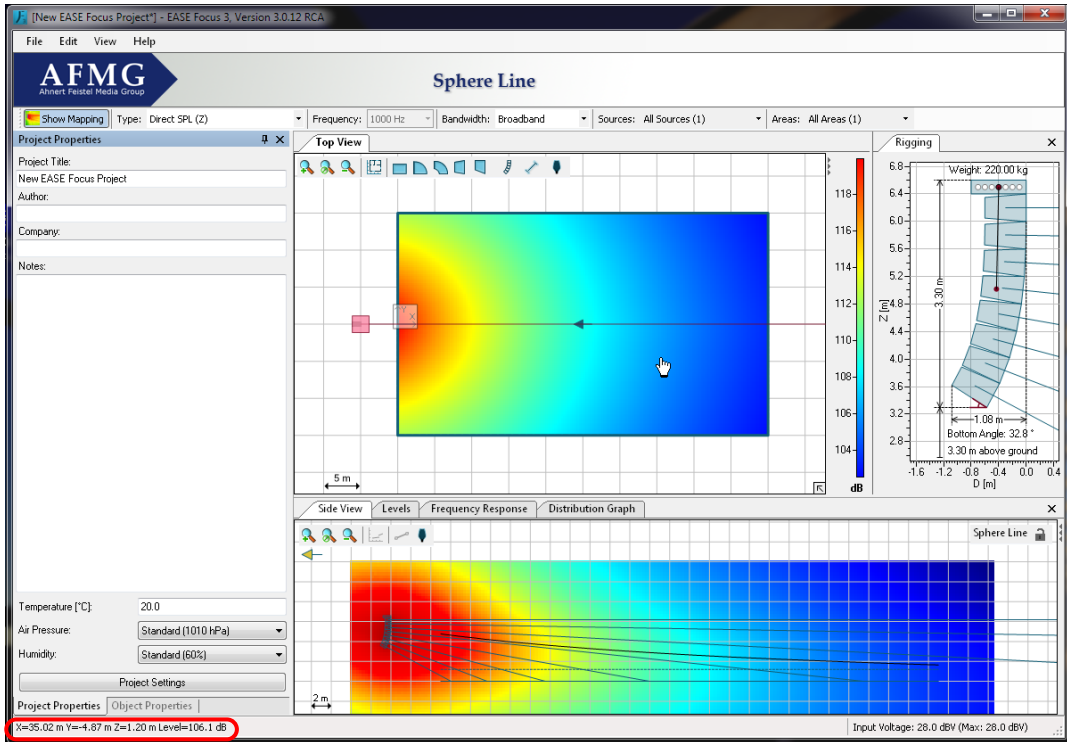 [New EASE Focus Project*] - EASE Focus 3, Version 3.0.12 RCA
File Edit View Help
AFMG
Ahnert Feistel Media Group
Sphere Line
Show Mapping Type: Direct SPL (Z) Frequency: 1000 Hz Bandwidth: Broadband Sources: All Sources (1) Areas: All Areas (1)
Project Properties
Project Title:
New EASE Focus Project
Author:
Company:
Notes:
Temperature [°C]: 20.0
Air Pressure: Standard (1010 hPa)
Humidity: Standard (60%)
Project Settings
Project Properties Object Properties
X=35.02 m Y=-4.87 m Z=1.20 m Level=106.1 dB
Top View
Y
X
5 m
118
116
114
112
110
108
106
104
dB
Rigging
Weight: 220.00 kg
6.8
6.4
6.0
5.6
5.2
4.8
4.4
4.0
3.6
3.2
2.8
Z [m]
3.30 m
1.08 m
Bottom Angle: 32.8 °
3.30 m above ground
-1.6 -1.2 -0.8 -0.4 0.0 0.4
D [m]
Side View Levels Frequency Response Distribution Graph
Sphere Line
2 m
Input Voltage: 28.0 dBV (Max: 28.0 dBV)